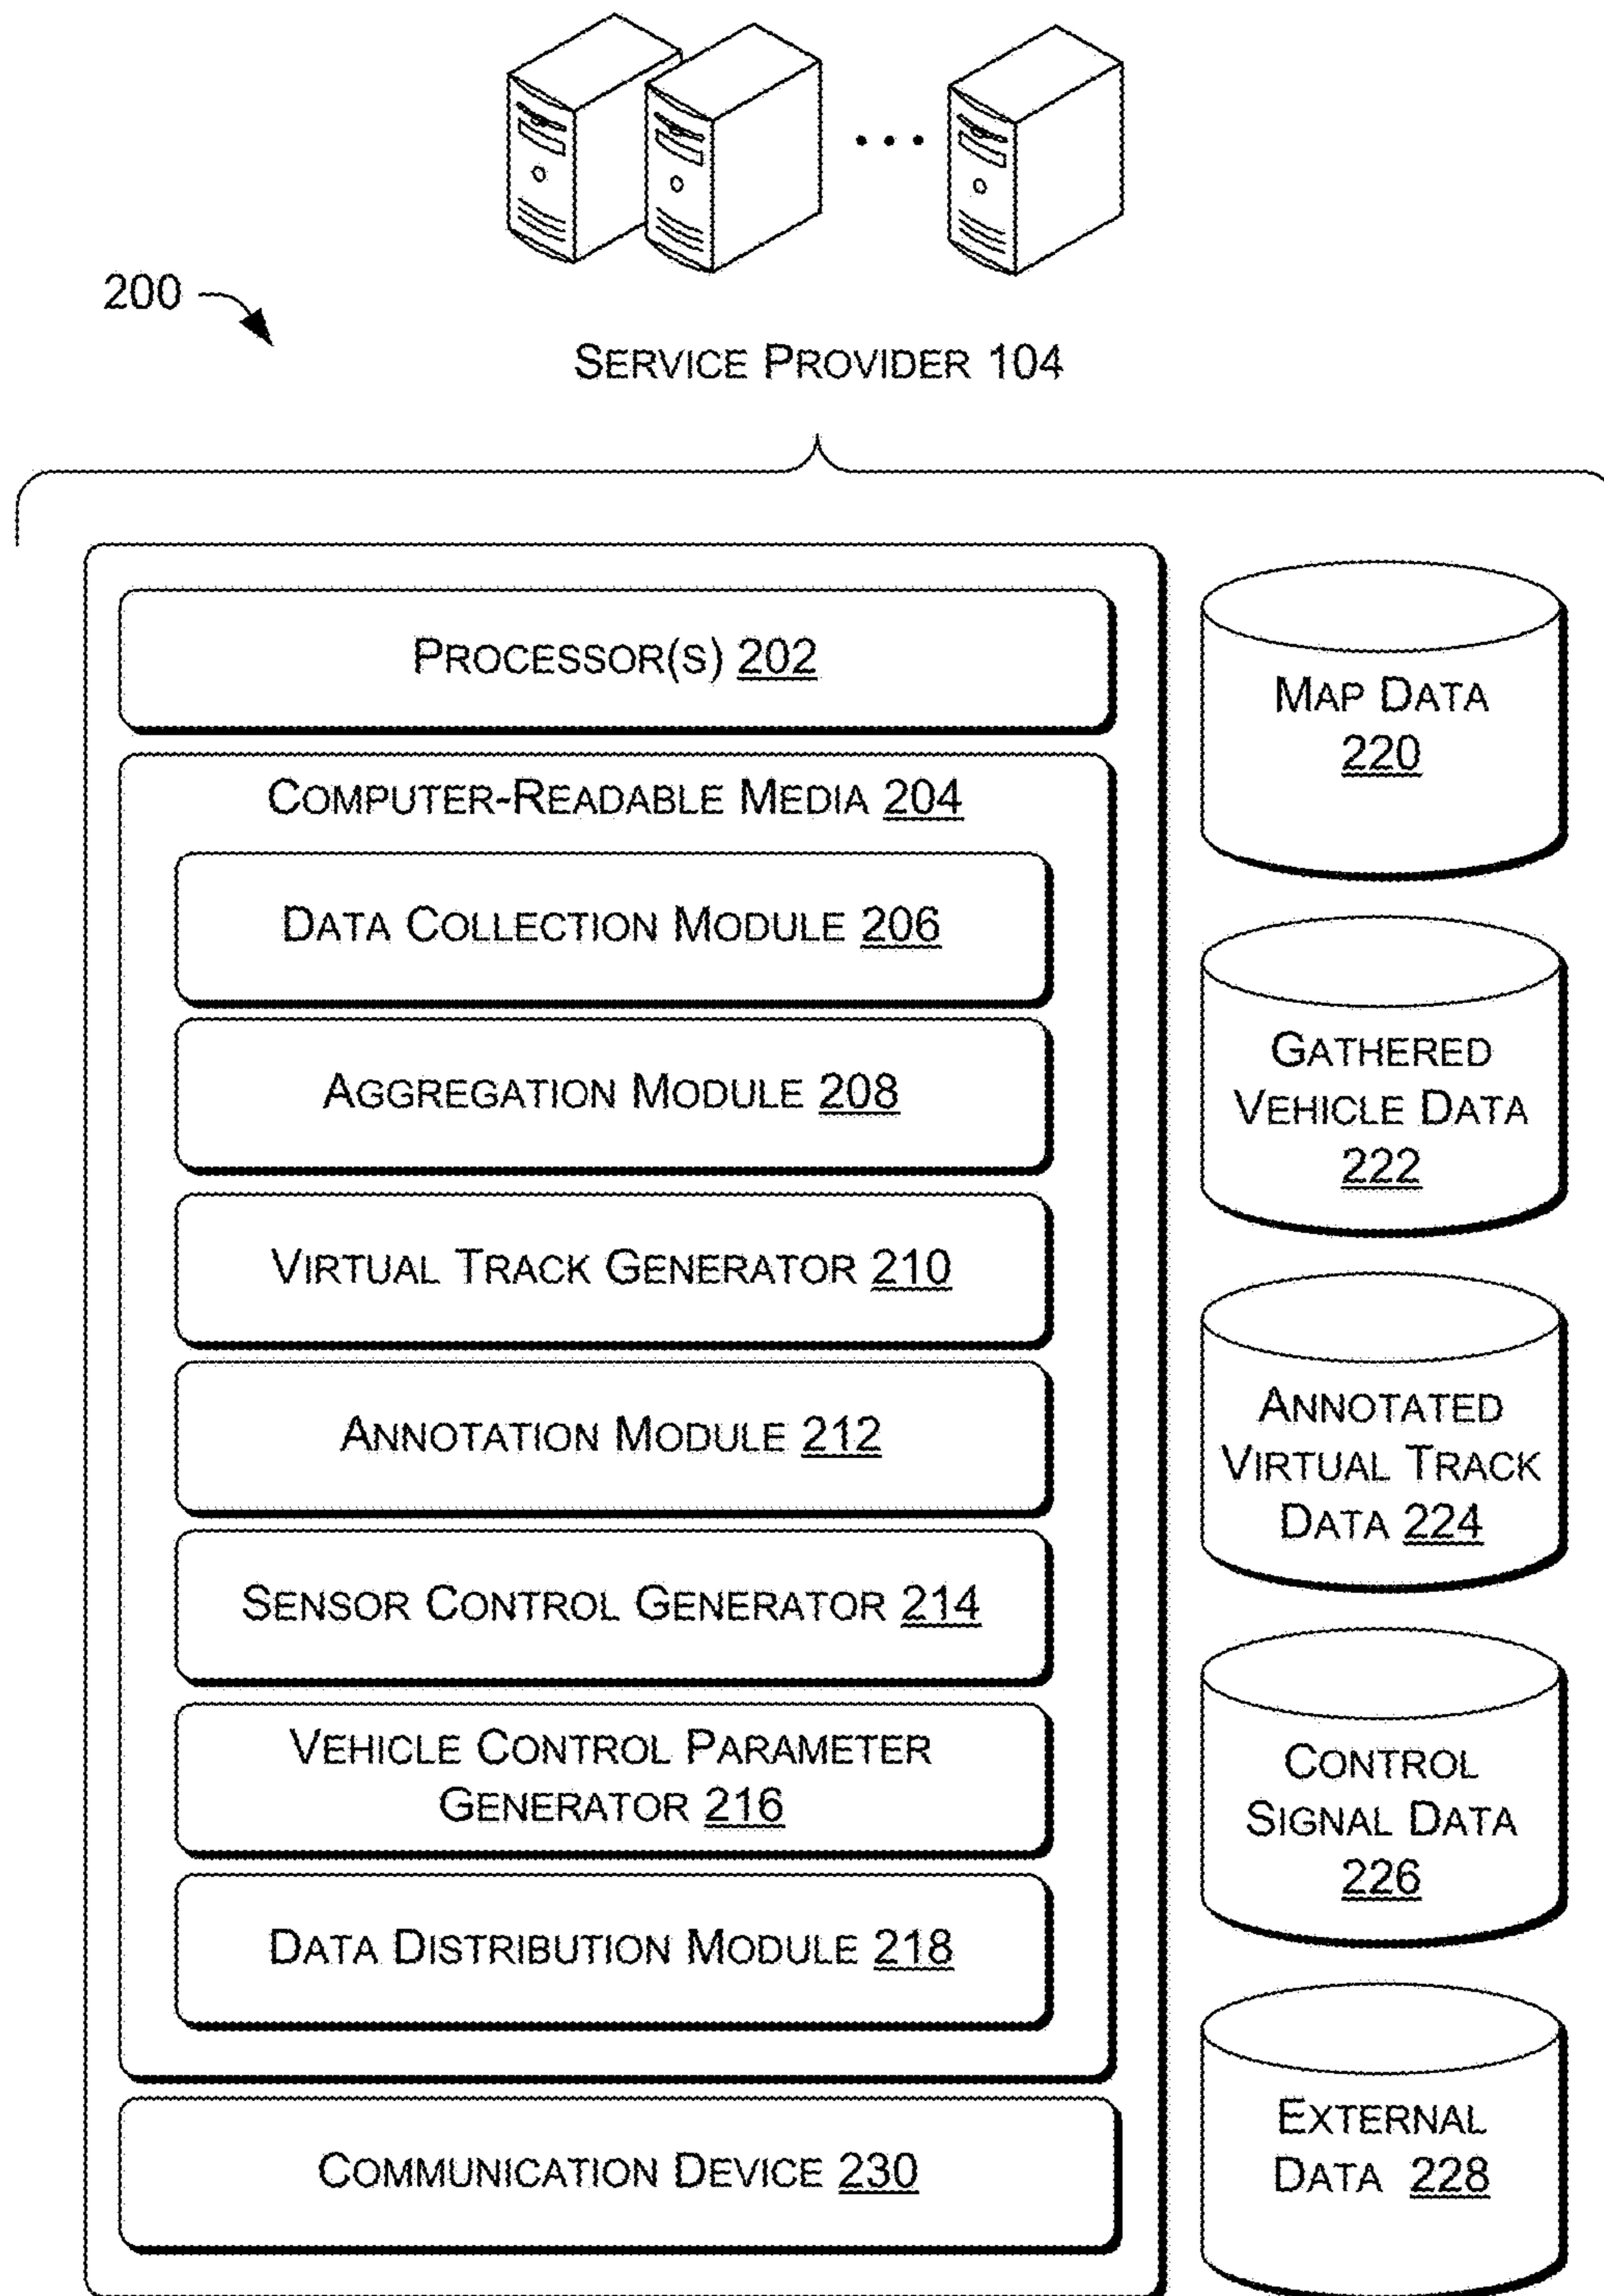 200
SERVICE PROVIDER 104
PROCESSOR(S) 202
COMPUTER-READABLE MEDIA 204
DATA COLLECTION MODULE 206
AGGREGATION MODULE 208
VIRTUAL TRACK GENERATOR 210
ANNOTATION MODULE 212
SENSOR CONTROL GENERATOR 214
VEHICLE CONTROL PARAMETER
GENERATOR 216
DATA DISTRIBUTION MODULE 218
COMMUNICATION DEVICE 230
MAP DATA
220
GATHERED
VEHICLE DATA
222
ANNOTATED
VIRTUAL TRACK
DATA 224
CONTROL
SIGNAL DATA
226
EXTERNAL
DATA 228